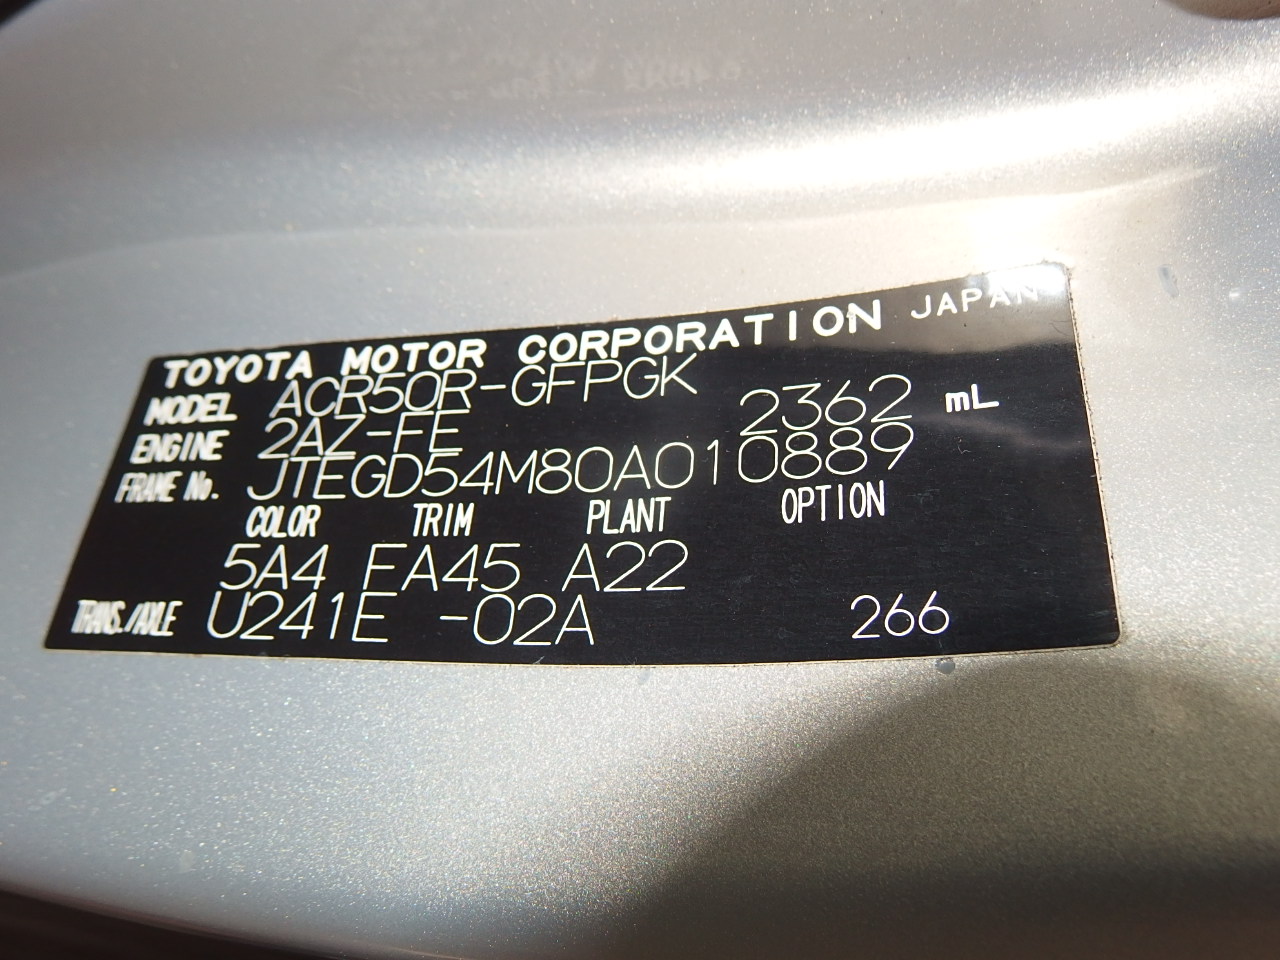 TOYOTA MOTOR CORPORATION JAPAN
MODEL ACR50R-GFPGK
ENGINE 2AZ-FE 2362 mL
FRAME No. JTEGD54M80A010889
COLOR TRIM PLANT OPTION
5A4 FA45 A22
TRANS./AXLE U241E -02A 266